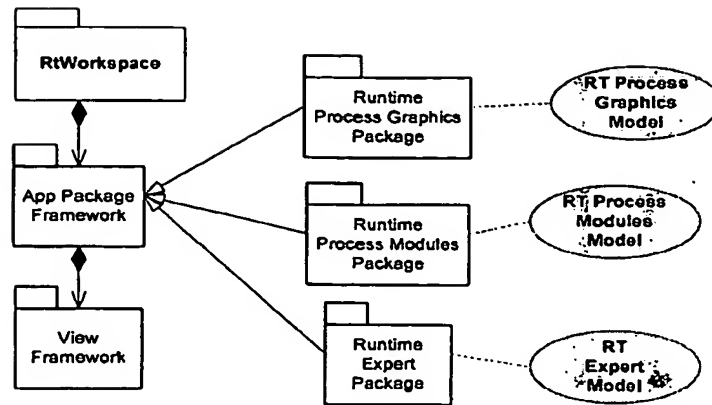 RtWorkspace
App Package
Framework
View
Framework
Runtime
Process Graphics
Package
Runtime
Process Modules
Package
Runtime
Expert
Package
RT Process
Graphics
Model
RT Process
Modules
Model
RT
Expert
Model